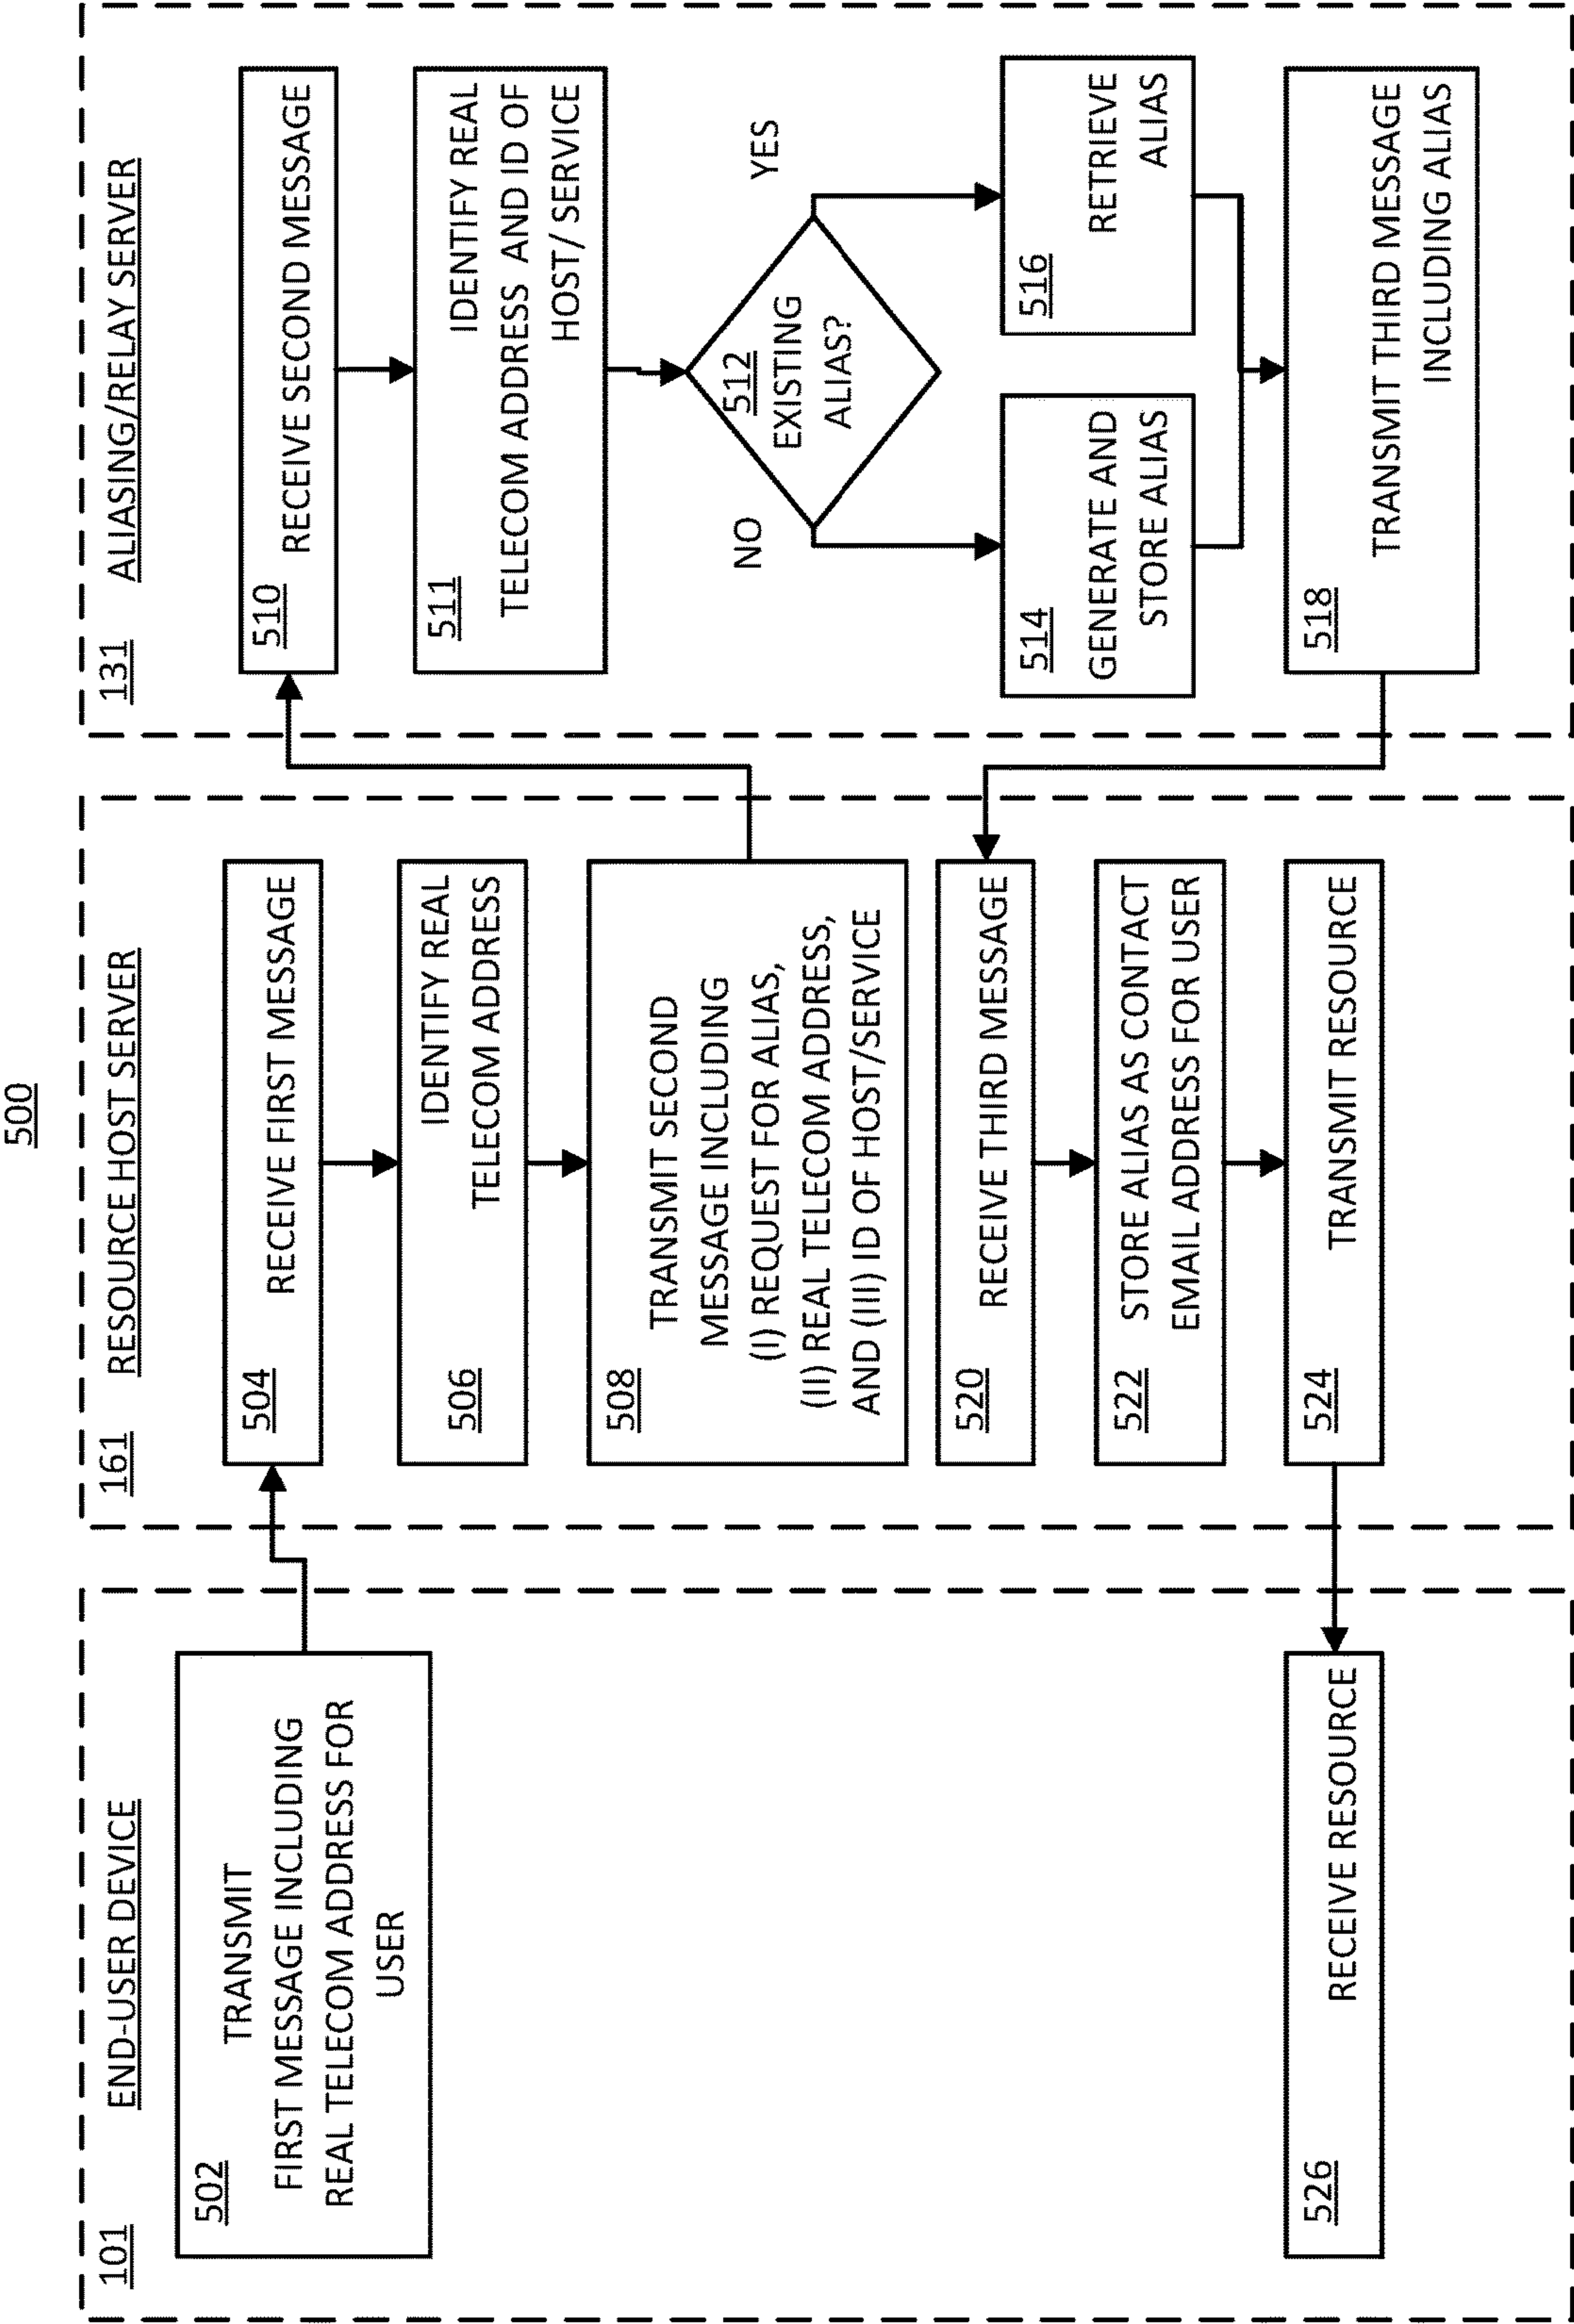 500
101 END-USER DEVICE
502
TRANSMIT
FIRST MESSAGE INCLUDING
REAL TELECOM ADDRESS FOR
USER
526
RECEIVE RESOURCE
161 RESOURCE HOST SERVER
504
RECEIVE FIRST MESSAGE
506
IDENTIFY REAL
TELECOM ADDRESS
508
TRANSMIT SECOND
MESSAGE INCLUDING
(I) REQUEST FOR ALIAS,
(II) REAL TELECOM ADDRESS,
AND (III) ID OF HOST/SERVICE
520
RECEIVE THIRD MESSAGE
522
STORE ALIAS AS CONTACT
EMAIL ADDRESS FOR USER
524
TRANSMIT RESOURCE
131 ALIASING/RELAY SERVER
510
RECEIVE SECOND MESSAGE
511
IDENTIFY REAL
TELECOM ADDRESS AND ID OF
HOST/ SERVICE
512
EXISTING
ALIAS?
NO
YES
514
GENERATE AND
STORE ALIAS
516
RETRIEVE
ALIAS
518
TRANSMIT THIRD MESSAGE
INCLUDING ALIAS